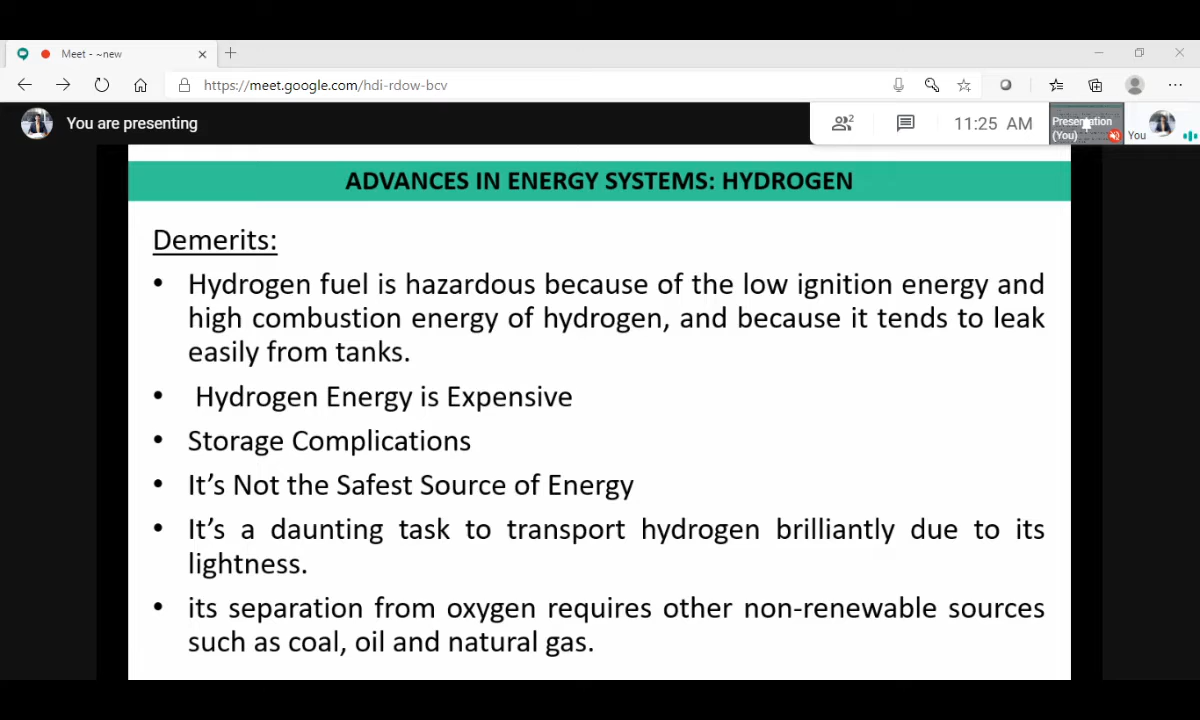 Meet - ~new
https://meet.google.com/hdi-rdow-bcv
You are presenting
2
11:25 AM
Presentation
(You)
You
ADVANCES IN ENERGY SYSTEMS: HYDROGEN
Demerits:
• Hydrogen fuel is hazardous because of the low ignition energy and
high combustion energy of hydrogen, and because it tends to leak
easily from tanks.
• Hydrogen Energy is Expensive
• Storage Complications
• It’s Not the Safest Source of Energy
• It’s a daunting task to transport hydrogen brilliantly due to its
lightness.
• its separation from oxygen requires other non-renewable sources
such as coal, oil and natural gas.